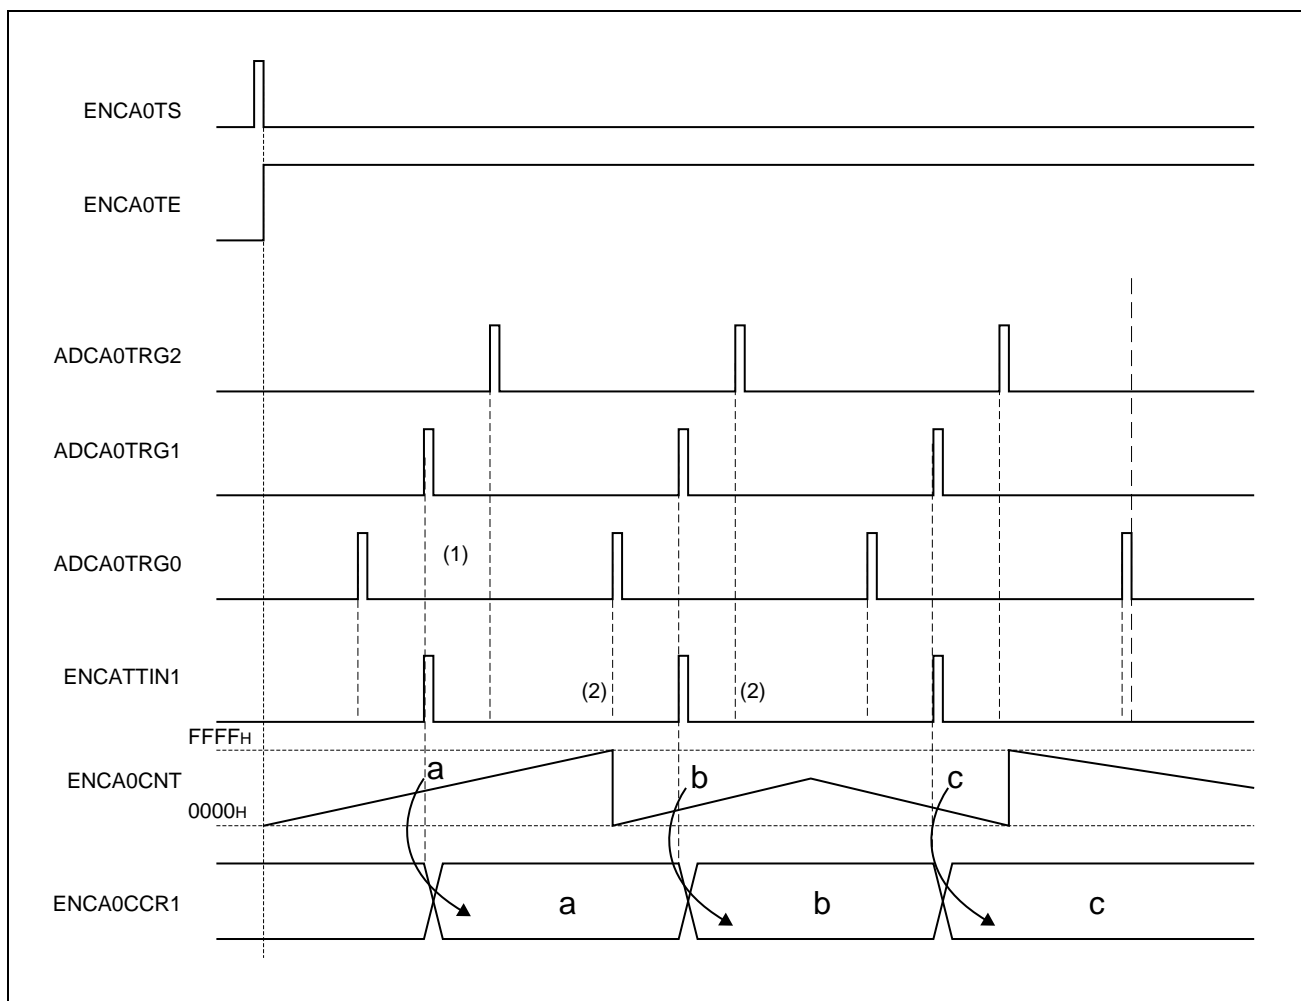 ENCA0TS
ENCA0TE
ADCA0TRG2
ADCA0TRG1
ADCA0TRG0
(1)
ENCATTIN1
(2)
(2)
FFFFH
ENCA0CNT
a
b
c
0000H
ENCA0CCR1
a
b
c